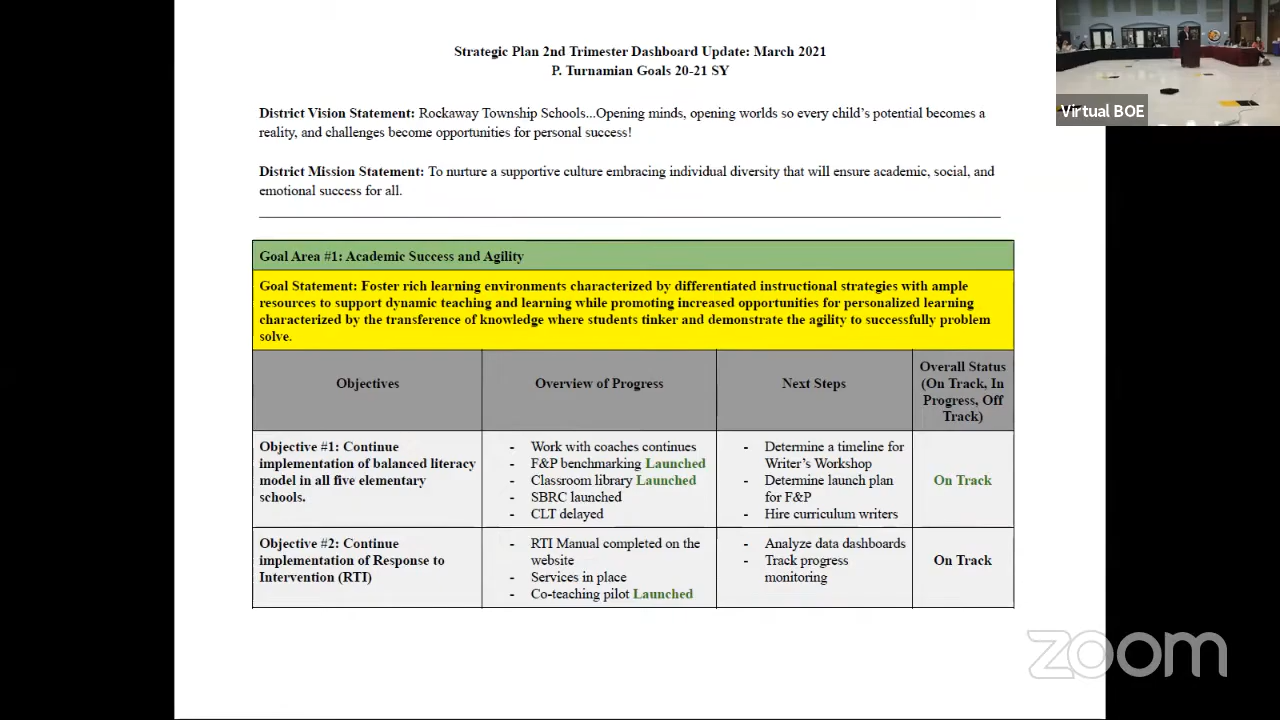 Strategic Plan 2nd Trimester Dashboard Update: March 2021
P. Turnamian Goals 20-21 SY
Virtual BOE
District Vision Statement: Rockaway Township Schools...Opening minds, opening worlds so every child's potential becomes a
reality, and challenges become opportunities for personal success!
District Mission Statement: To nurture a supportive culture embracing individual diversity that will ensure academic, social, and
emotional success for all.
Goal Area #1: Academic Success and Agility
Goal Statement: Foster rich learning environments characterized by differentiated instructional strategies with ample
resources to support dynamic teaching and learning while promoting increased opportunities for personalized learning
characterized by the transference of knowledge where students tinker and demonstrate the agility to successfully problem
solve.
Objectives
Overview of Progress
Next Steps
Overall Status
(On Track, In
Progress, Off
Track)
Objective #1: Continue
implementation of balanced literacy
model in all five elementary
schools.
- Work with coaches continues
- F&P benchmarking Launched
- Classroom library Launched
- SBRC launched
- CLT delayed
- Determine a timeline for
Writer's Workshop
- Determine launch plan
for F&P
- Hire curriculum writers
On Track
Objective #2: Continue
implementation of Response to
Intervention (RTI)
- RTI Manual completed on the
website
- Services in place
- Co-teaching pilot Launched
- Analyze data dashboards
- Track progress
monitoring
On Track
zoom